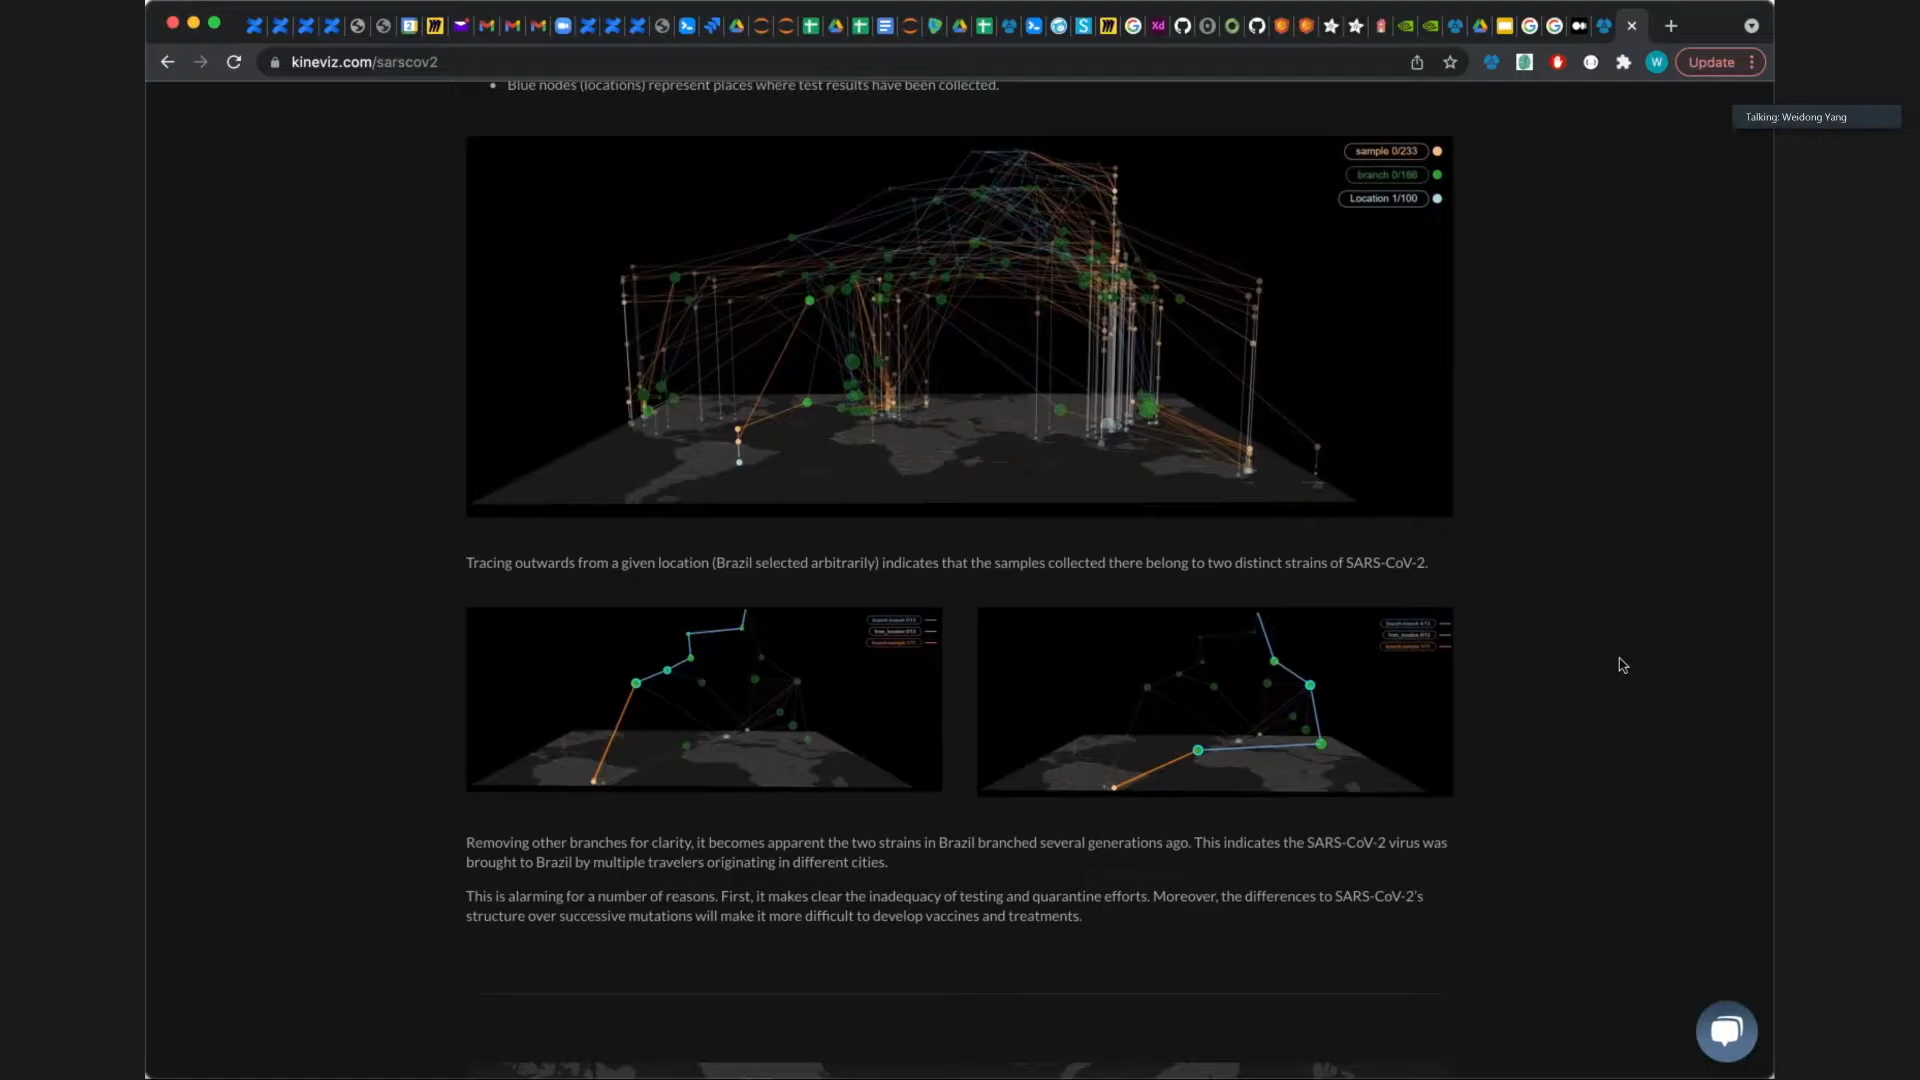 kineviz.com/sarscov2
Update
Talking: Weidong Yang
Blue nodes (locations) represent places where test results have been collected.
sample 0/233
branch 0/166
Location 1/100
Tracing outwards from a given location (Brazil selected arbitrarily) indicates that the samples collected there belong to two distinct strains of SARS-CoV-2.
Removing other branches for clarity, it becomes apparent the two strains in Brazil branched several generations ago. This indicates the SARS-CoV-2 virus was
brought to Brazil by multiple travelers originating in different cities.
This is alarming for a number of reasons. First, it makes clear the inadequacy of testing and quarantine efforts. Moreover, the differences to SARS-CoV-2's
structure over successive mutations will make it more difficult to develop vaccines and treatments.